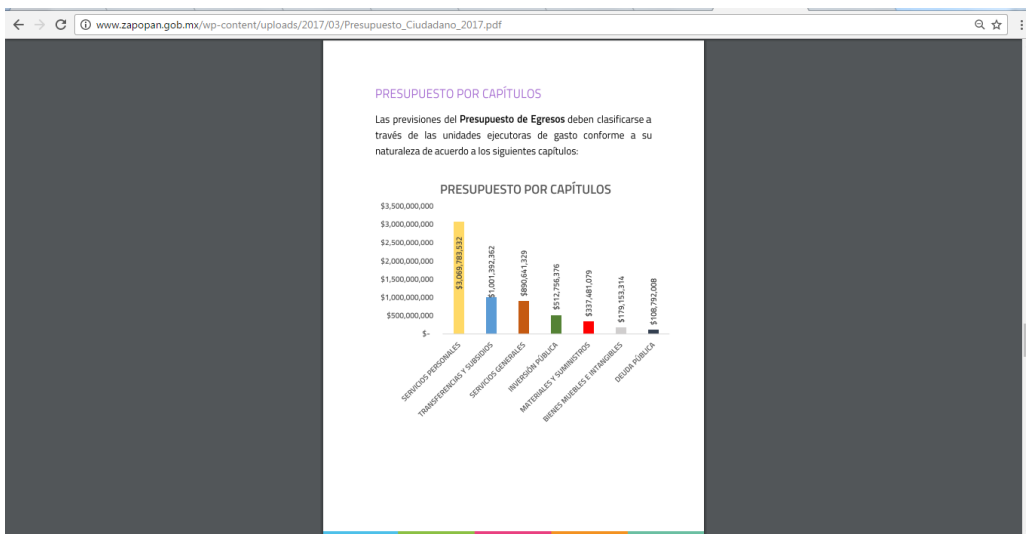 www.zapopan.gob.mx/wp-content/uploads/2017/03/Presupuesto_Ciudadano_2017.pdf
PRESUPUESTO POR CAPÍTULOS
Las previsiones del Presupuesto de Egresos deben clasificarse a
través de las unidades ejecutoras de gasto conforme a su
naturaleza de acuerdo a los siguientes capítulos:
PRESUPUESTO POR CAPÍTULOS
$3,500,000,000
$3,000,000,000
$2,500,000,000
$2,000,000,000
$1,500,000,000
$1,000,000,000
$500,000,000
$-
$3,069,783,532
$1,001,392,362
$890,641,329
$512,756,376
$337,481,079
$179,153,314
$108,792,008
SERVICIOS PERSONALES
TRANSFERENCIAS Y SUBSIDIOS
SERVICIOS GENERALES
INVERSIÓN PÚBLICA
MATERIALES Y SUMINISTROS
BIENES MUEBLES E INTANGIBLES
DEUDA PÚBLICA